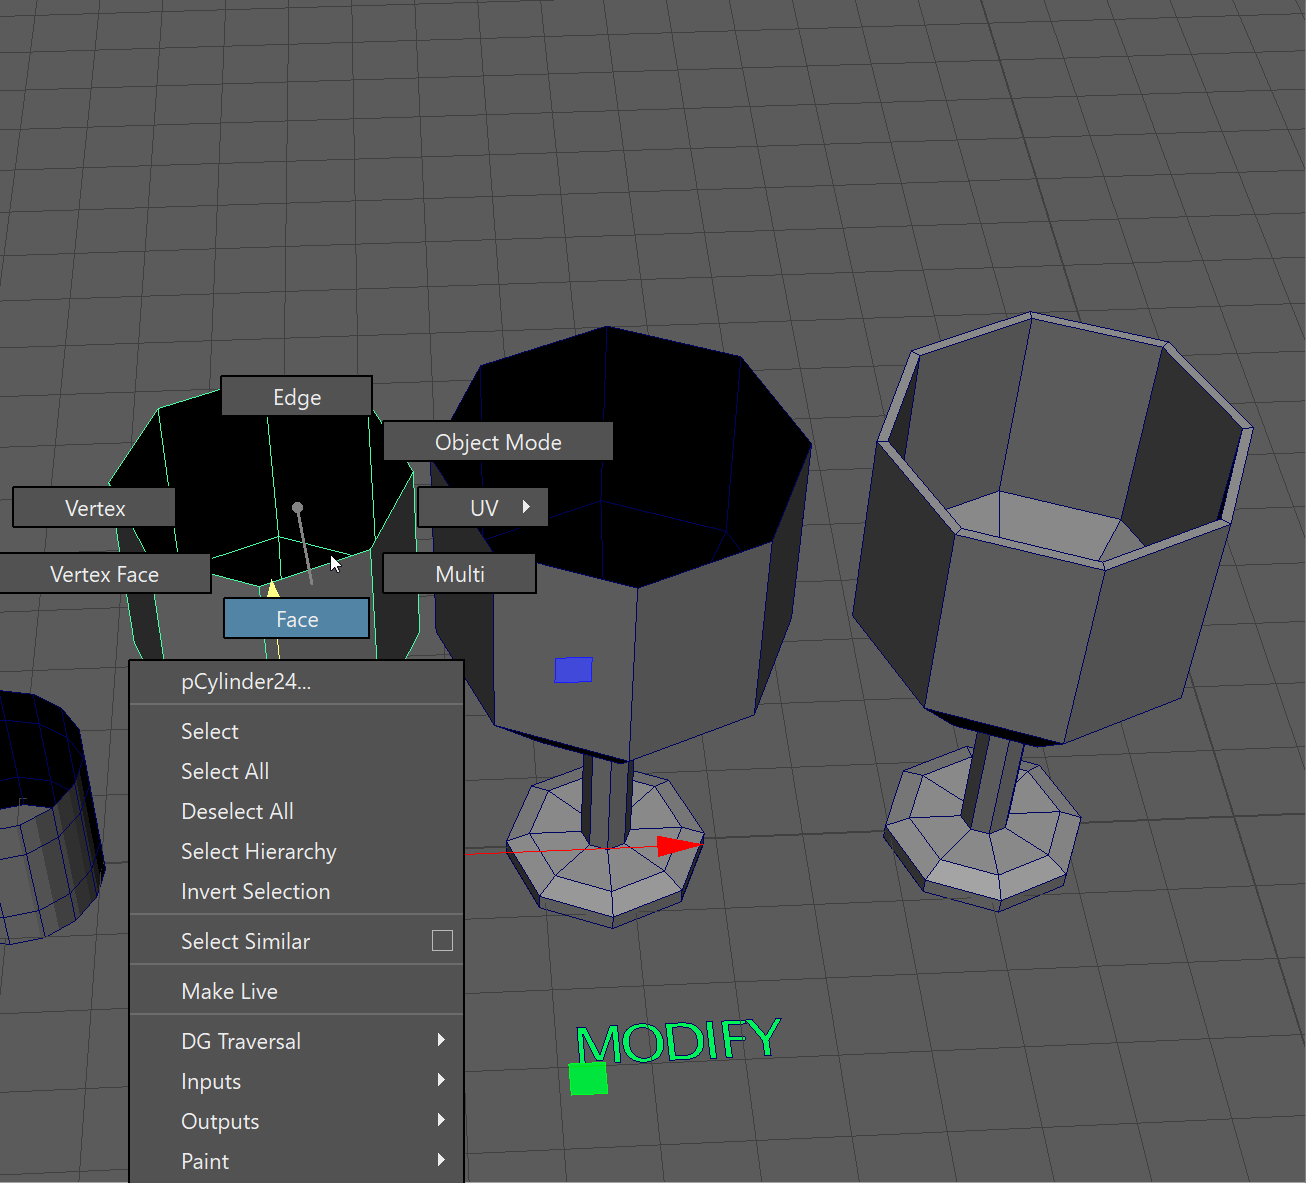 Edge
Object Mode
Vertex
UV
Vertex Face
Multi
Face
pCylinder24...
Select
Select All
Deselect All
Select Hierarchy
Invert Selection
Select Similar
Make Live
DG Traversal
Inputs
Outputs
Paint
MODIFY